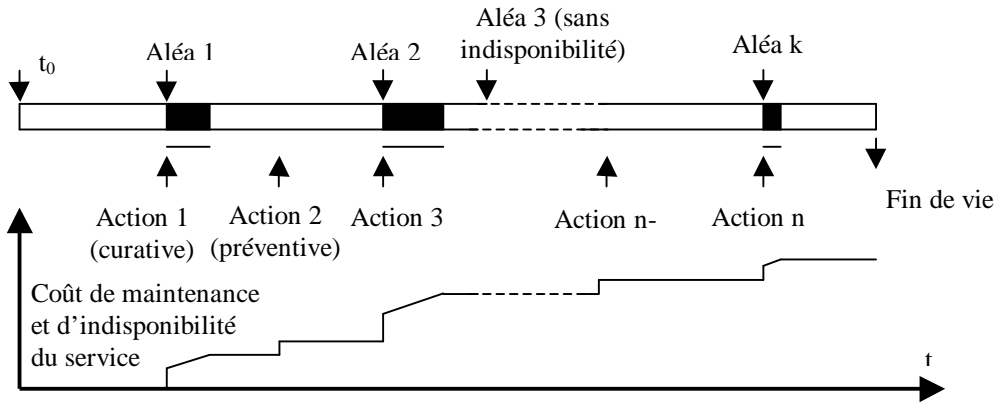 Aléa 3 (sans
indisponibilité)
t0
Aléa 1
Aléa 2
Aléa k
Fin de vie
Action 1
(curative)
Action 2
(préventive)
Action 3
Action n-
Action n
Coût de maintenance
et d’indisponibilité
du service
t